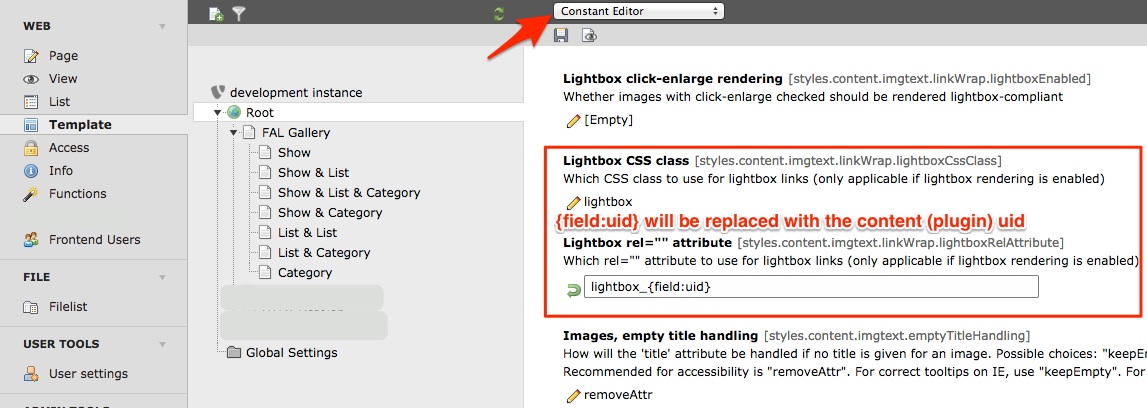 WEB
Page
View
List
Template
Access
Info
Functions
Frontend Users
FILE
Filelist
USER TOOLS
User settings
ADMIN TOOLS
development instance
Root
FAL Gallery
Show
Show & List
Show & List & Category
Show & Category
List & List
List & Category
Category
Global Settings
Constant Editor
Lightbox click-enlarge rendering [styles.content.imgtext.linkWrap.lightboxEnabled]
Whether images with click-enlarge checked should be rendered lightbox-compliant
[Empty]
Lightbox CSS class [styles.content.imgtext.linkWrap.lightboxCssClass]
Which CSS class to use for lightbox links (only applicable if lightbox rendering is enabled)
lightbox
{field:uid} will be replaced with the content (plugin) uid
Lightbox rel="" attribute [styles.content.imgtext.linkWrap.lightboxRelAttribute]
Which rel="" attribute to use for lightbox links (only applicable if lightbox rendering is enabled)
lightbox_{field:uid}
Images, empty title handling [styles.content.imgtext.emptyTitleHandling]
How will the 'title' attribute be handled if no title is given for an image. Possible choices: "keepEm
Recommended for accessibility is "removeAttr". For correct tooltips on IE, use "keepEmpty". For
removeAttr